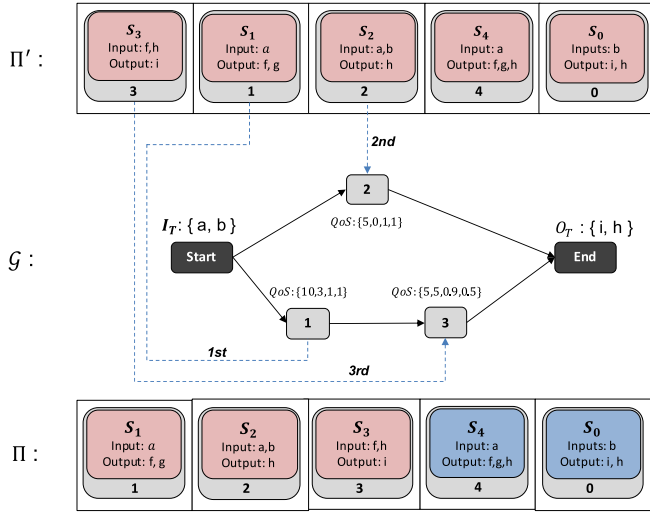 Π′ :
S3
Input: f,h
Output: i
3
S1
Input: a
Output: f, g
1
S2
Input: a,b
Output: h
2
S4
Input: a
Output: f,g,h
4
S0
Inputs: b
Output: i, h
0
2nd
2
QoS:{5,0,1,1}
I_T: { a, b }
O_T : { i, h }
𝒢 :
Start
End
QoS:{10,3,1,1}
QoS:{5,5,0.9,0.5}
1
3
1st
3rd
Π :
S1
Input: a
Output: f, g
1
S2
Input: a,b
Output: h
2
S3
Input: f,h
Output: i
3
S4
Input: a
Output: f,g,h
4
S0
Inputs: b
Output: i, h
0